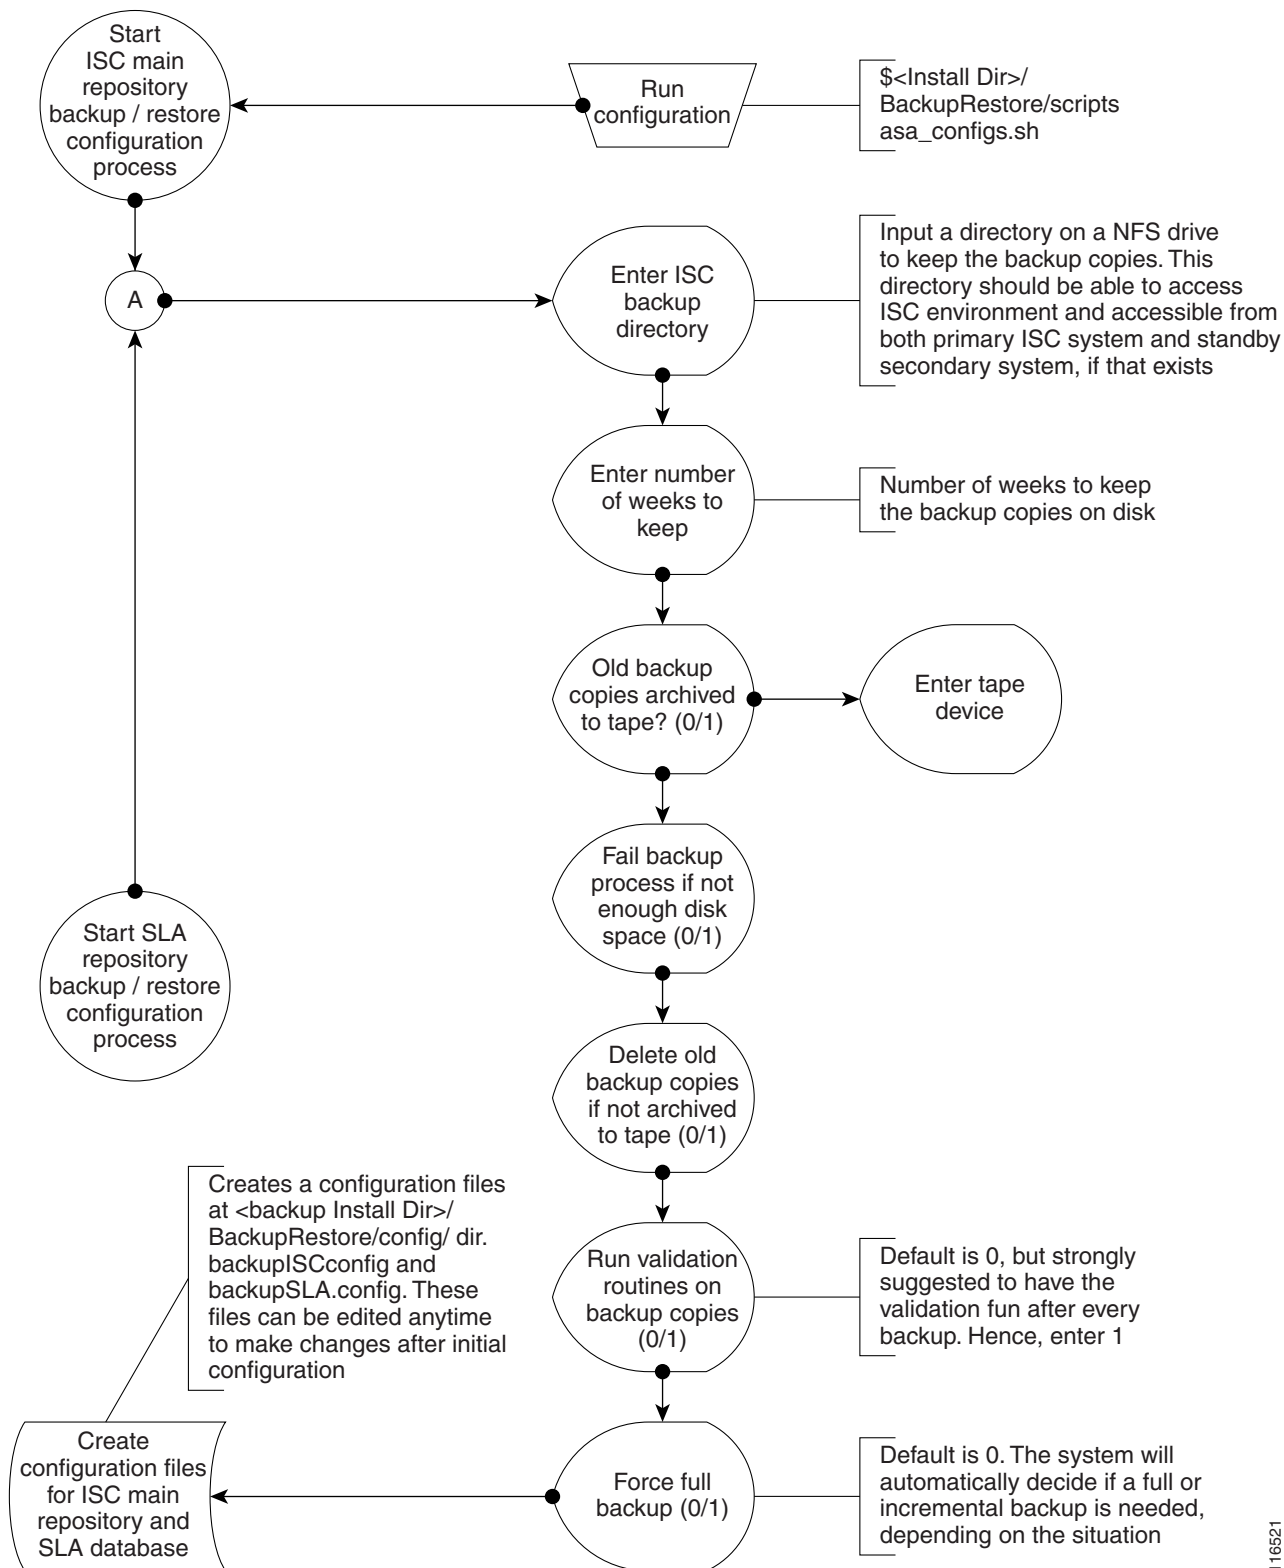 Start
ISC main
repository
backup / restore
configuration
process
Run
configuration
$<Install Dir>/
BackupRestore/scripts
asa_configs.sh
A
Enter ISC
backup
directory
Input a directory on a NFS drive
to keep the backup copies. This
directory should be able to access
ISC environment and accessible from
both primary ISC system and standby
secondary system, if that exists
Enter number
of weeks to
keep
Number of weeks to keep
the backup copies on disk
Old backup
copies archived
to tape? (0/1)
Enter tape
device
Fail backup
process if not
enough disk
space (0/1)
Start SLA
repository
backup / restore
configuration
process
Delete old
backup copies
if not archived
to tape (0/1)
Creates a configuration files
at <backup Install Dir>/
BackupRestore/config/ dir.
backupISCconfig and
backupSLA.config. These
files can be edited anytime
to make changes after initial
configuration
Run validation
routines on
backup copies
(0/1)
Default is 0, but strongly
suggested to have the
validation fun after every
backup. Hence, enter 1
Create
configuration files
for ISC main
repository and
SLA database
Force full
backup (0/1)
Default is 0. The system will
automatically decide if a full or
incremental backup is needed,
depending on the situation
116521